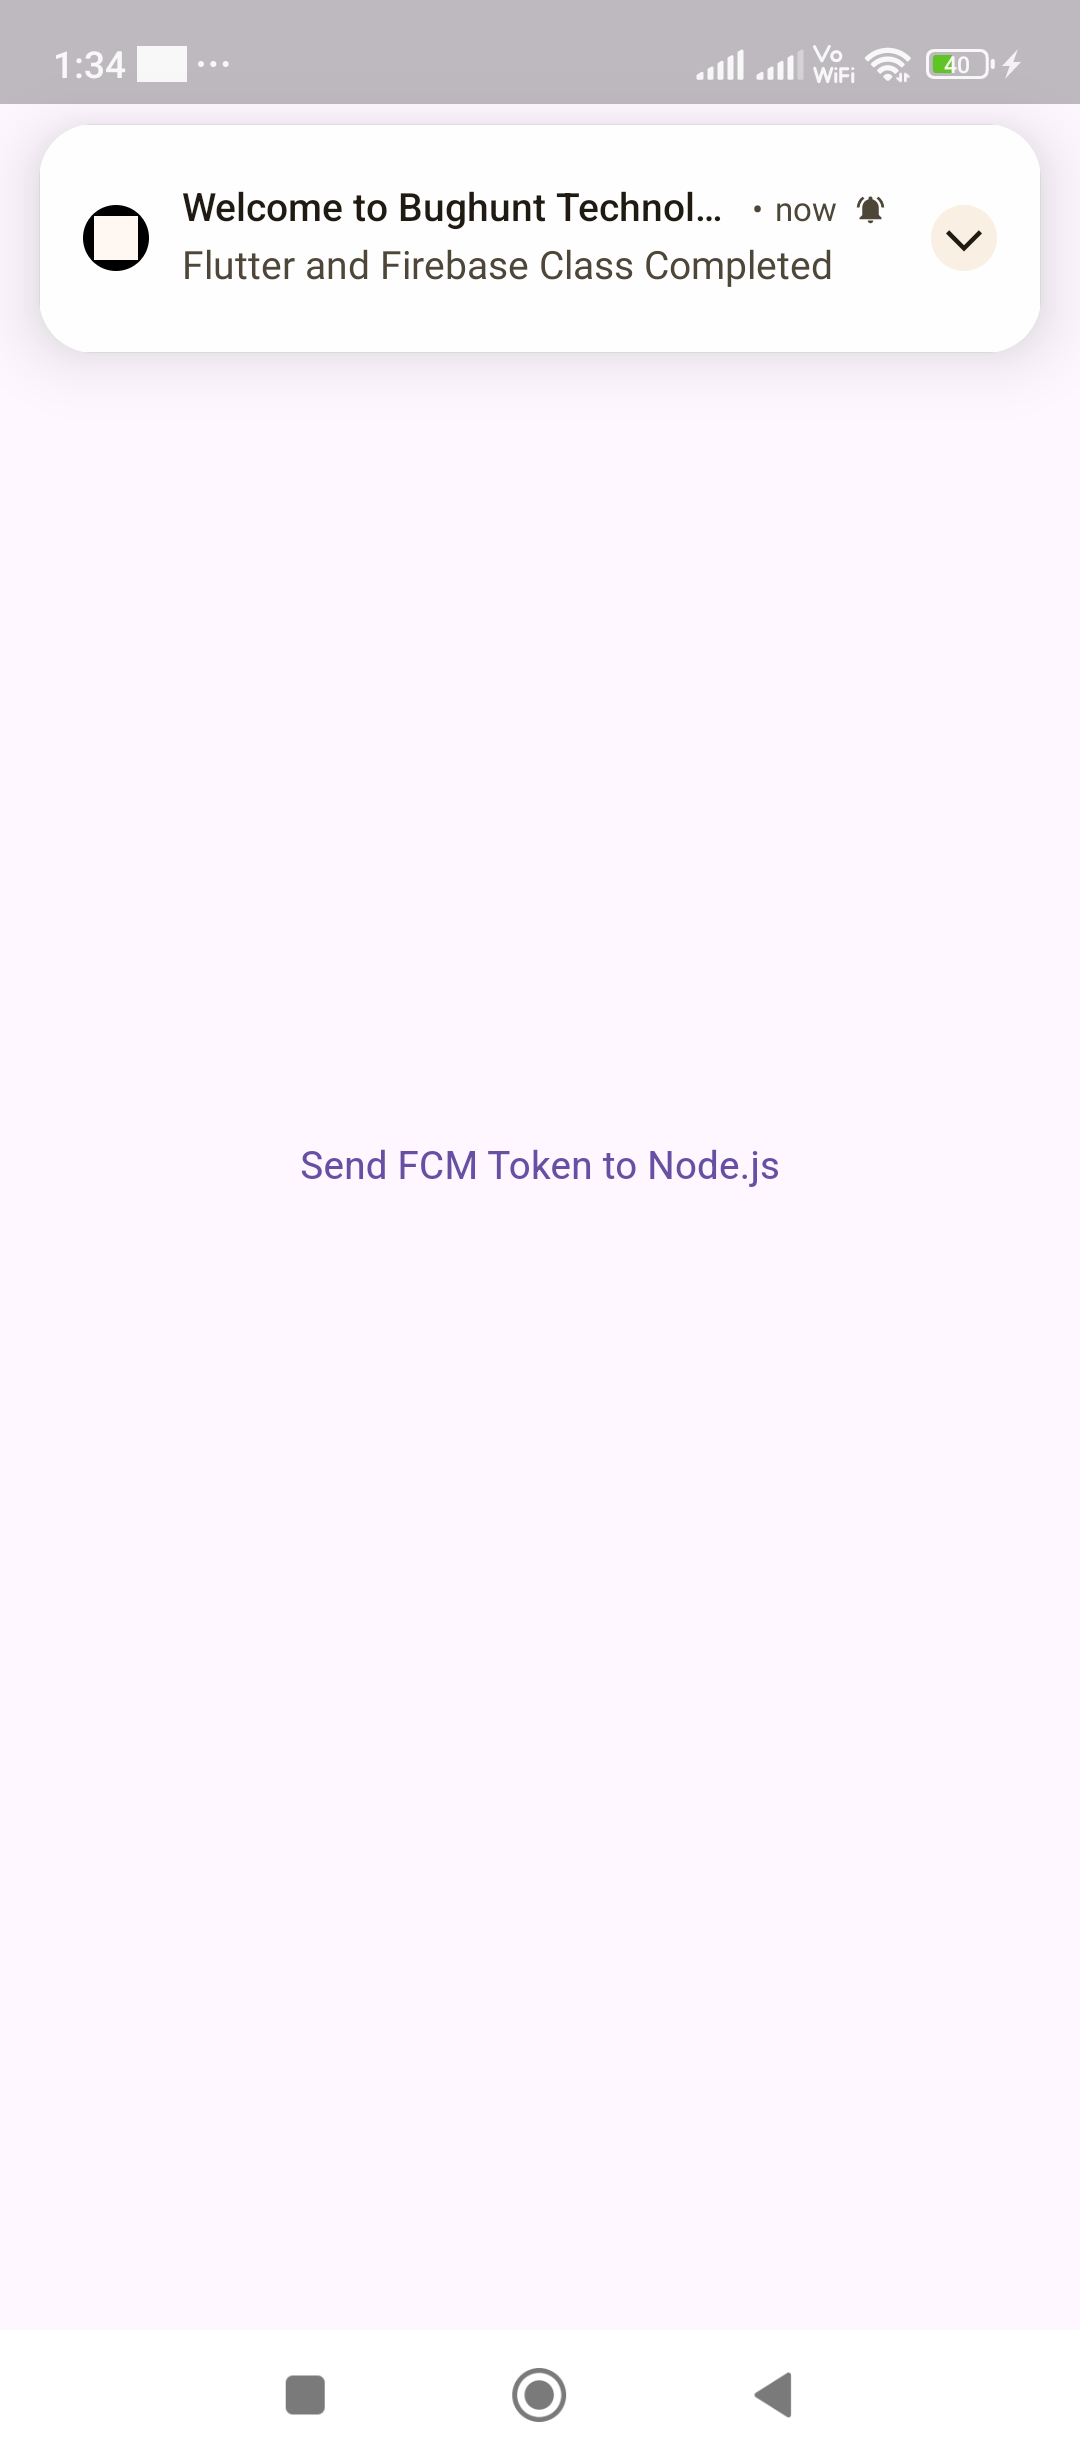 1:34 ... Vo WiFi 40
Welcome to Bughunt Technol... • now
Flutter and Firebase Class Completed
Send FCM Token to Node.js